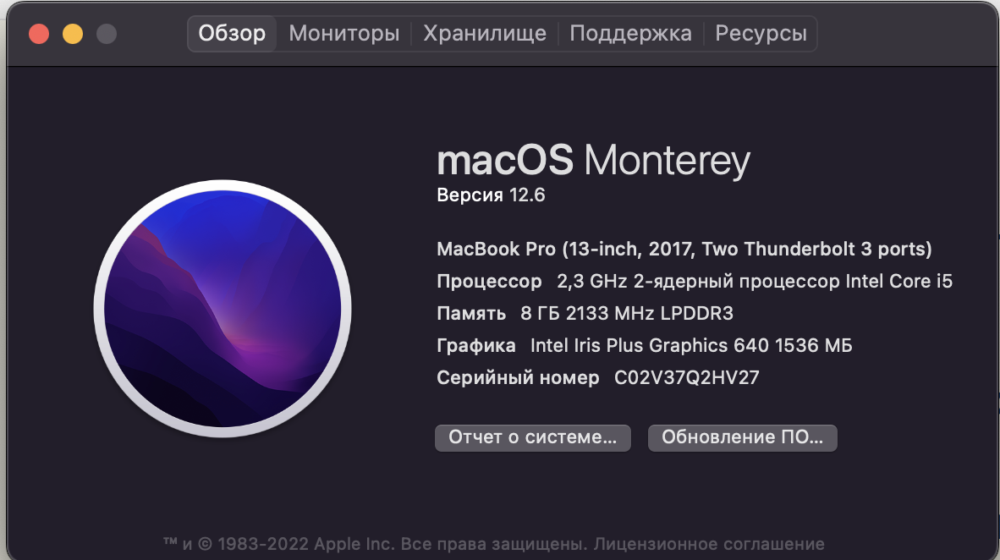 Обзор Мониторы Хранилище Поддержка Ресурсы
macOS Monterey
Версия 12.6
MacBook Pro (13-inch, 2017, Two Thunderbolt 3 ports)
Процессор 2,3 GHz 2-ядерный процессор Intel Core i5
Память 8 ГБ 2133 MHz LPDDR3
Графика Intel Iris Plus Graphics 640 1536 МБ
Серийный номер C02V37Q2HV27
Отчет о системе... Обновление ПО...
™ и © 1983-2022 Apple Inc. Все права защищены. Лицензионное соглашение